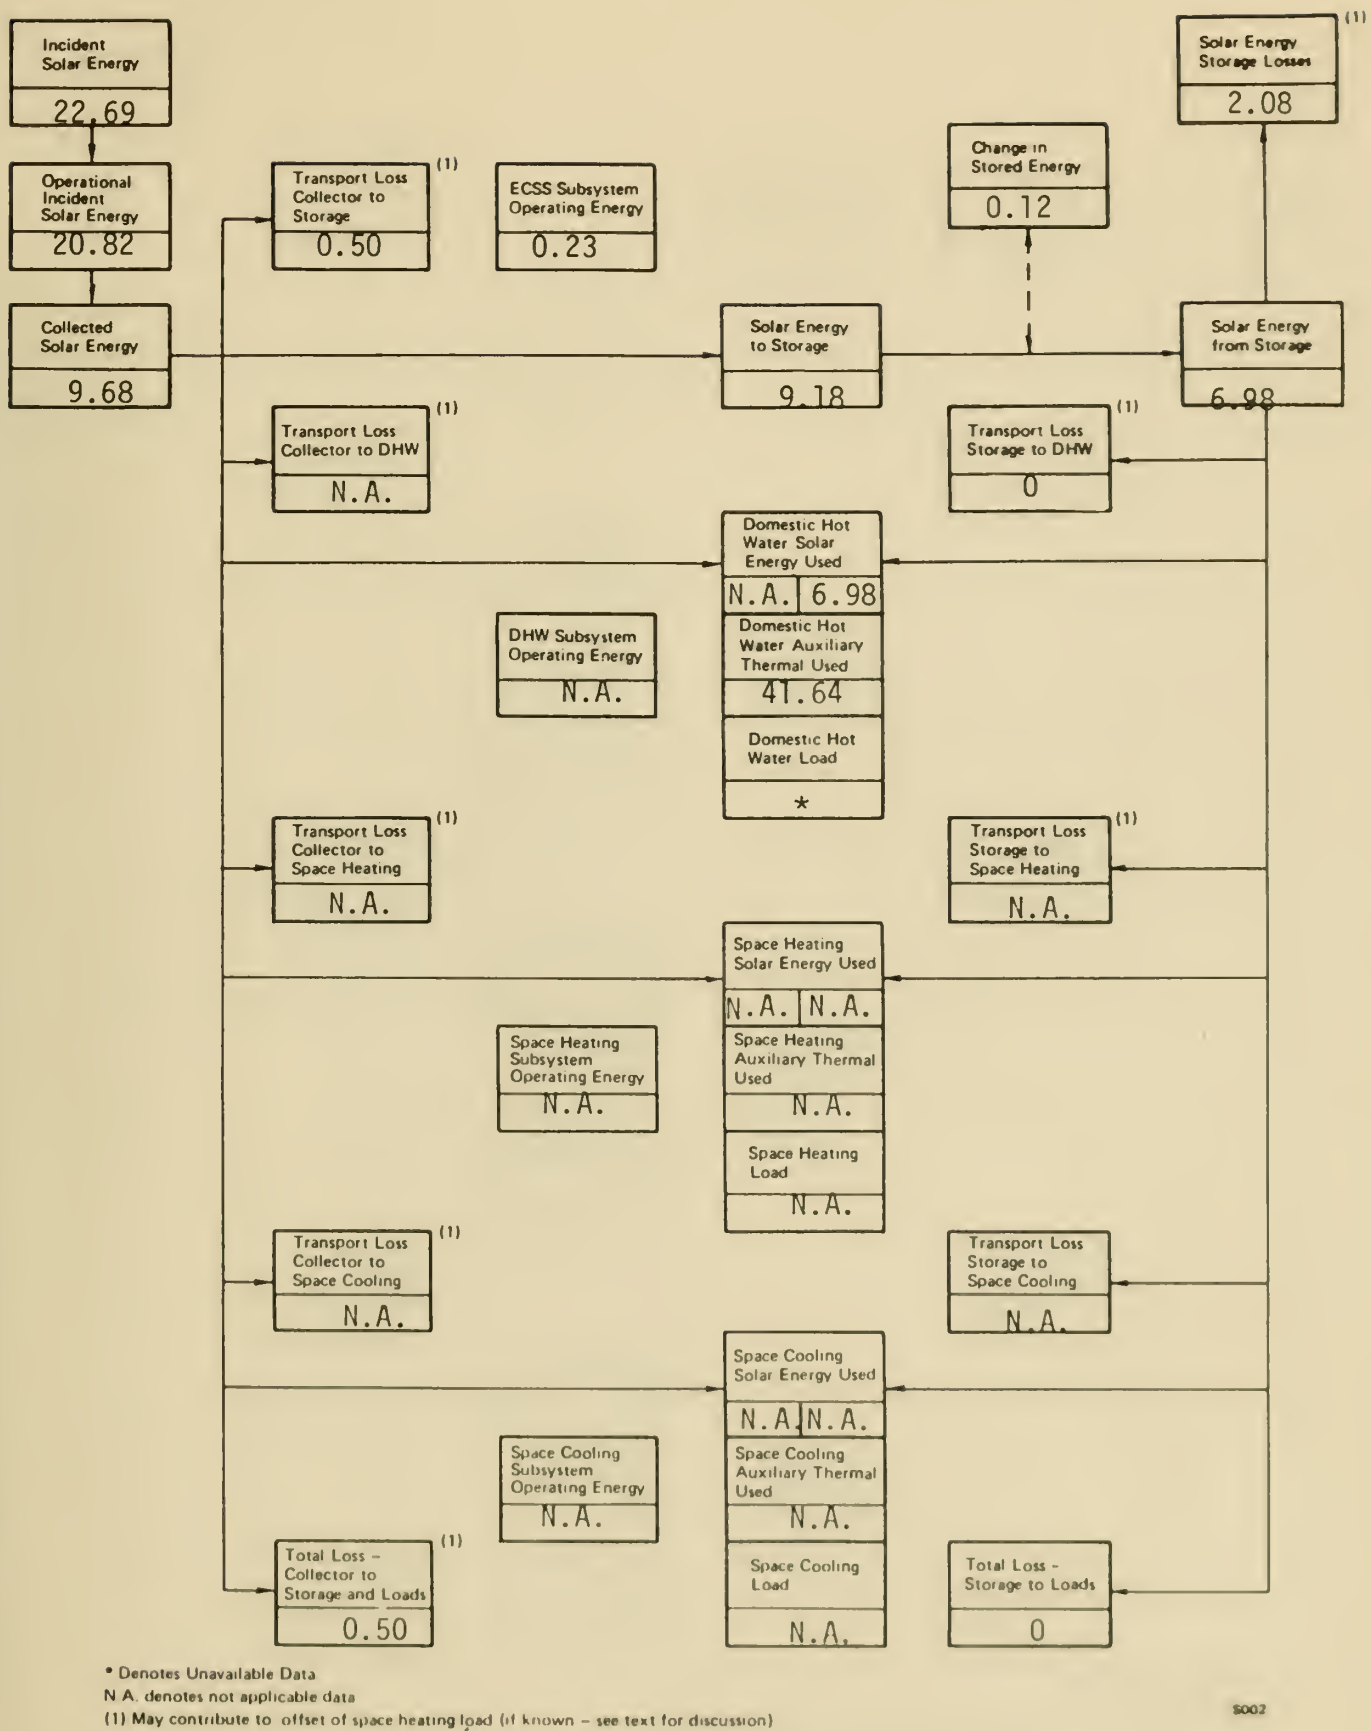 Incident
Solar Energy
22.69
(1)
Solar Energy
Storage Losses
2.08
Operational
Incident
Solar Energy
20.82
(1)
Transport Loss
Collector to
Storage
0.50
ECSS Subsystem
Operating Energy
0.23
Change in
Stored Energy
0.12
Collected
Solar Energy
9.68
Solar Energy
to Storage
9.18
Solar Energy
from Storage
6.98
(1)
Transport Loss
Collector to DHW
N.A.
(1)
Transport Loss
Storage to DHW
0
Domestic Hot
Water Solar
Energy Used
N.A. 6.98
DHW Subsystem
Operating Energy
N.A.
Domestic Hot
Water Auxiliary
Thermal Used
41.64
Domestic Hot
Water Load
*
(1)
Transport Loss
Collector to
Space Heating
N.A.
(1)
Transport Loss
Storage to
Space Heating
N.A.
Space Heating
Solar Energy Used
N.A. N.A.
Space Heating
Subsystem
Operating Energy
N.A.
Space Heating
Auxiliary Thermal
Used
N.A.
Space Heating
Load
N.A.
(1)
Transport Loss
Collector to
Space Cooling
N.A.
Transport Loss
Storage to
Space Cooling
N.A.
Space Cooling
Solar Energy Used
N.A. N.A.
Space Cooling
Subsystem
Operating Energy
N.A.
Space Cooling
Auxiliary Thermal
Used
N.A.
Space Cooling
Load
N.A.
(1)
Total Loss –
Collector to
Storage and Loads
0.50
Total Loss –
Storage to Loads
0
* Denotes Unavailable Data
N.A. denotes not applicable data
(1) May contribute to offset of space heating load (if known – see text for discussion)
S002